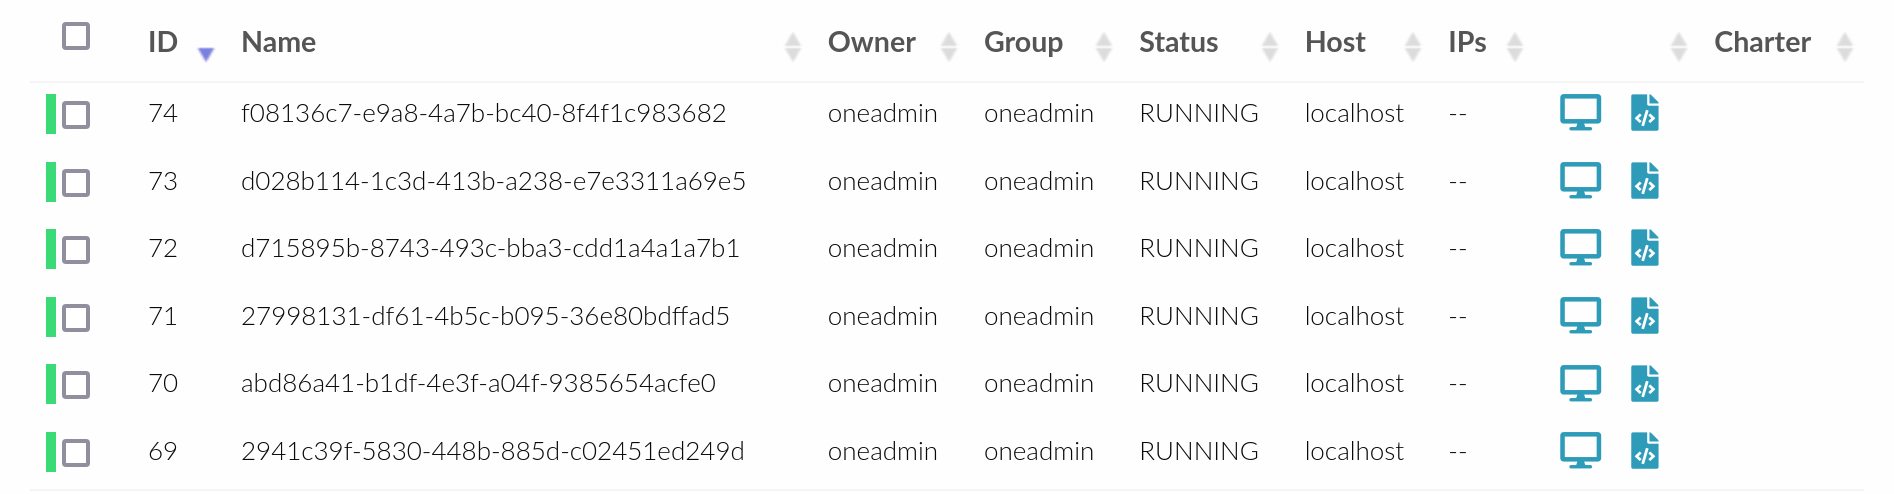 ID Name Owner Group Status Host IPs Charter
74 f08136c7-e9a8-4a7b-bc40-8f4f1c983682 oneadmin oneadmin RUNNING localhost --
73 d028b114-1c3d-413b-a238-e7e3311a69e5 oneadmin oneadmin RUNNING localhost --
72 d715895b-8743-493c-bba3-cdd1a4a1a7b1 oneadmin oneadmin RUNNING localhost --
71 27998131-df61-4b5c-b095-36e80bdffad5 oneadmin oneadmin RUNNING localhost --
70 abd86a41-b1df-4e3f-a04f-9385654acfe0 oneadmin oneadmin RUNNING localhost --
69 2941c39f-5830-448b-885d-c02451ed249d oneadmin oneadmin RUNNING localhost --